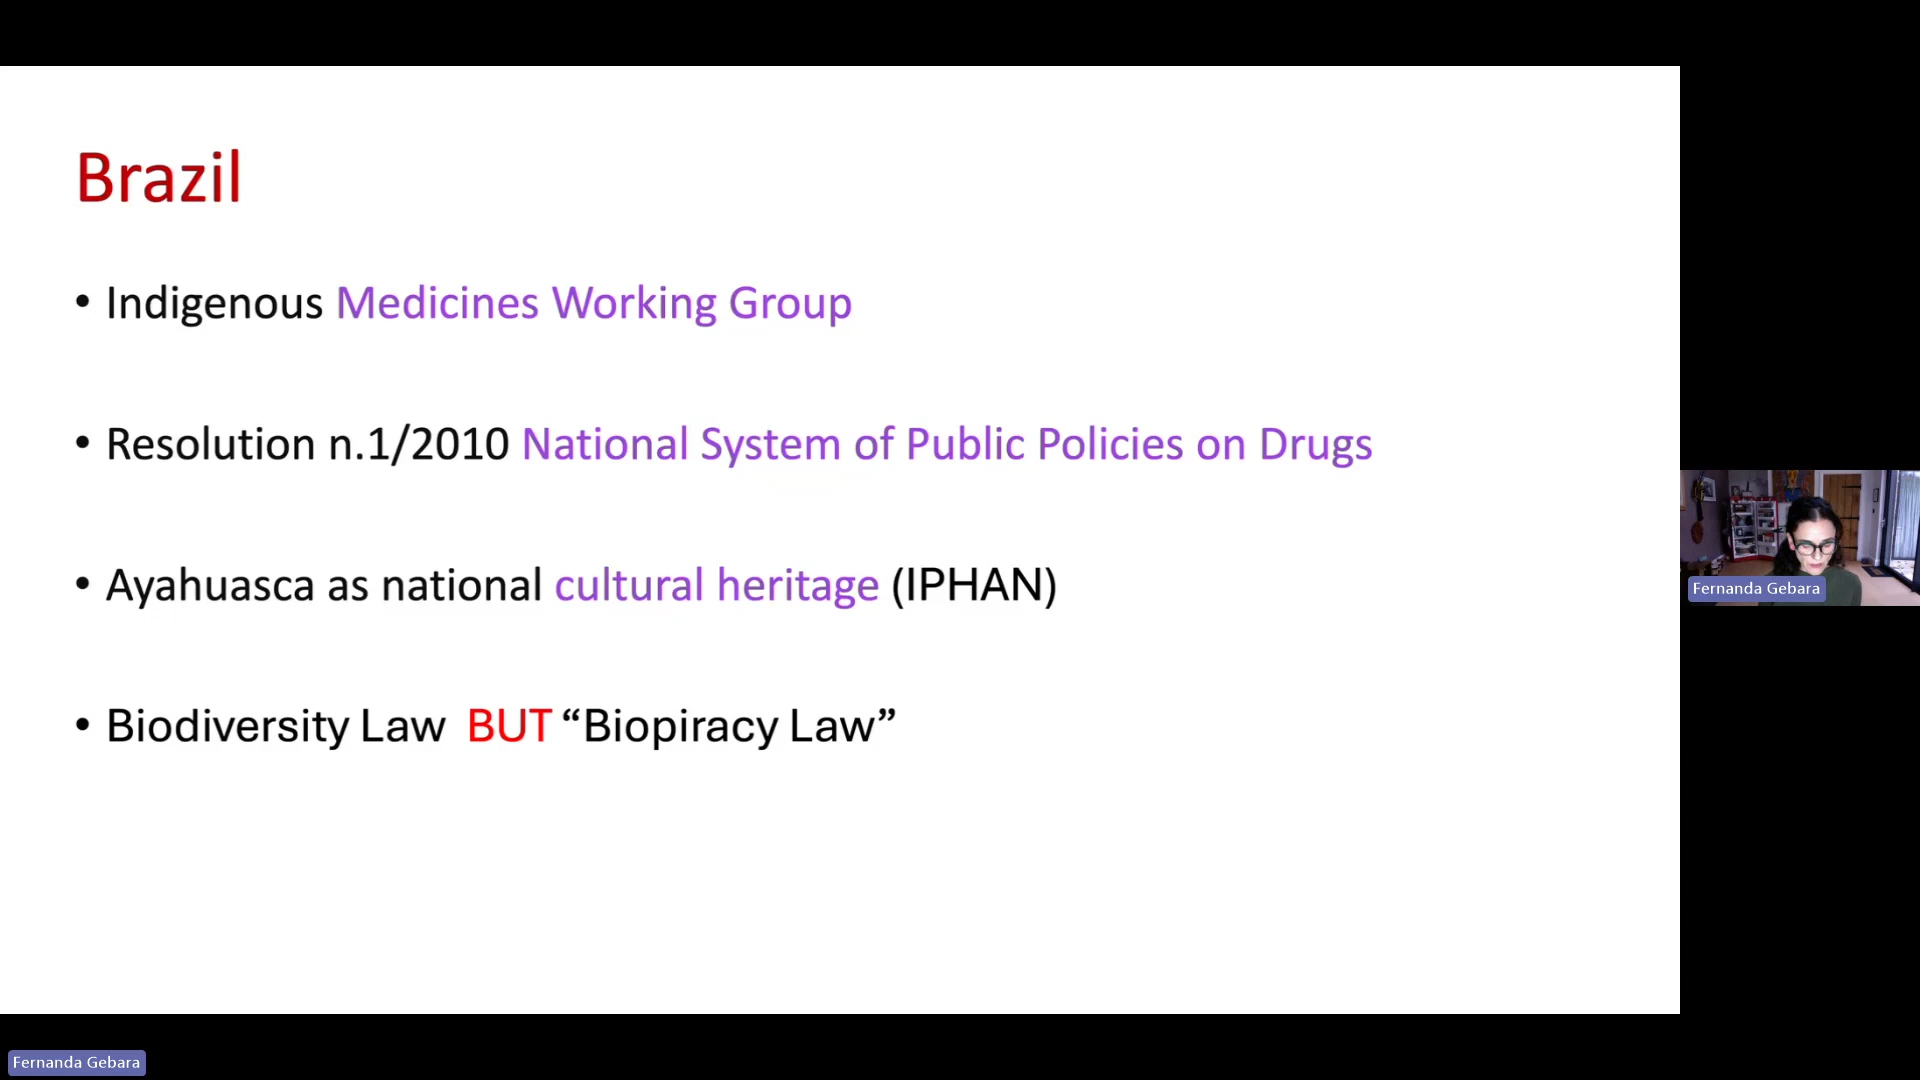 Brazil
• Indigenous Medicines Working Group
• Resolution n.1/2010 National System of Public Policies on Drugs
• Ayahuasca as national cultural heritage (IPHAN)
• Biodiversity Law BUT “Biopiracy Law”
Fernanda Gebara
Fernanda Gebara